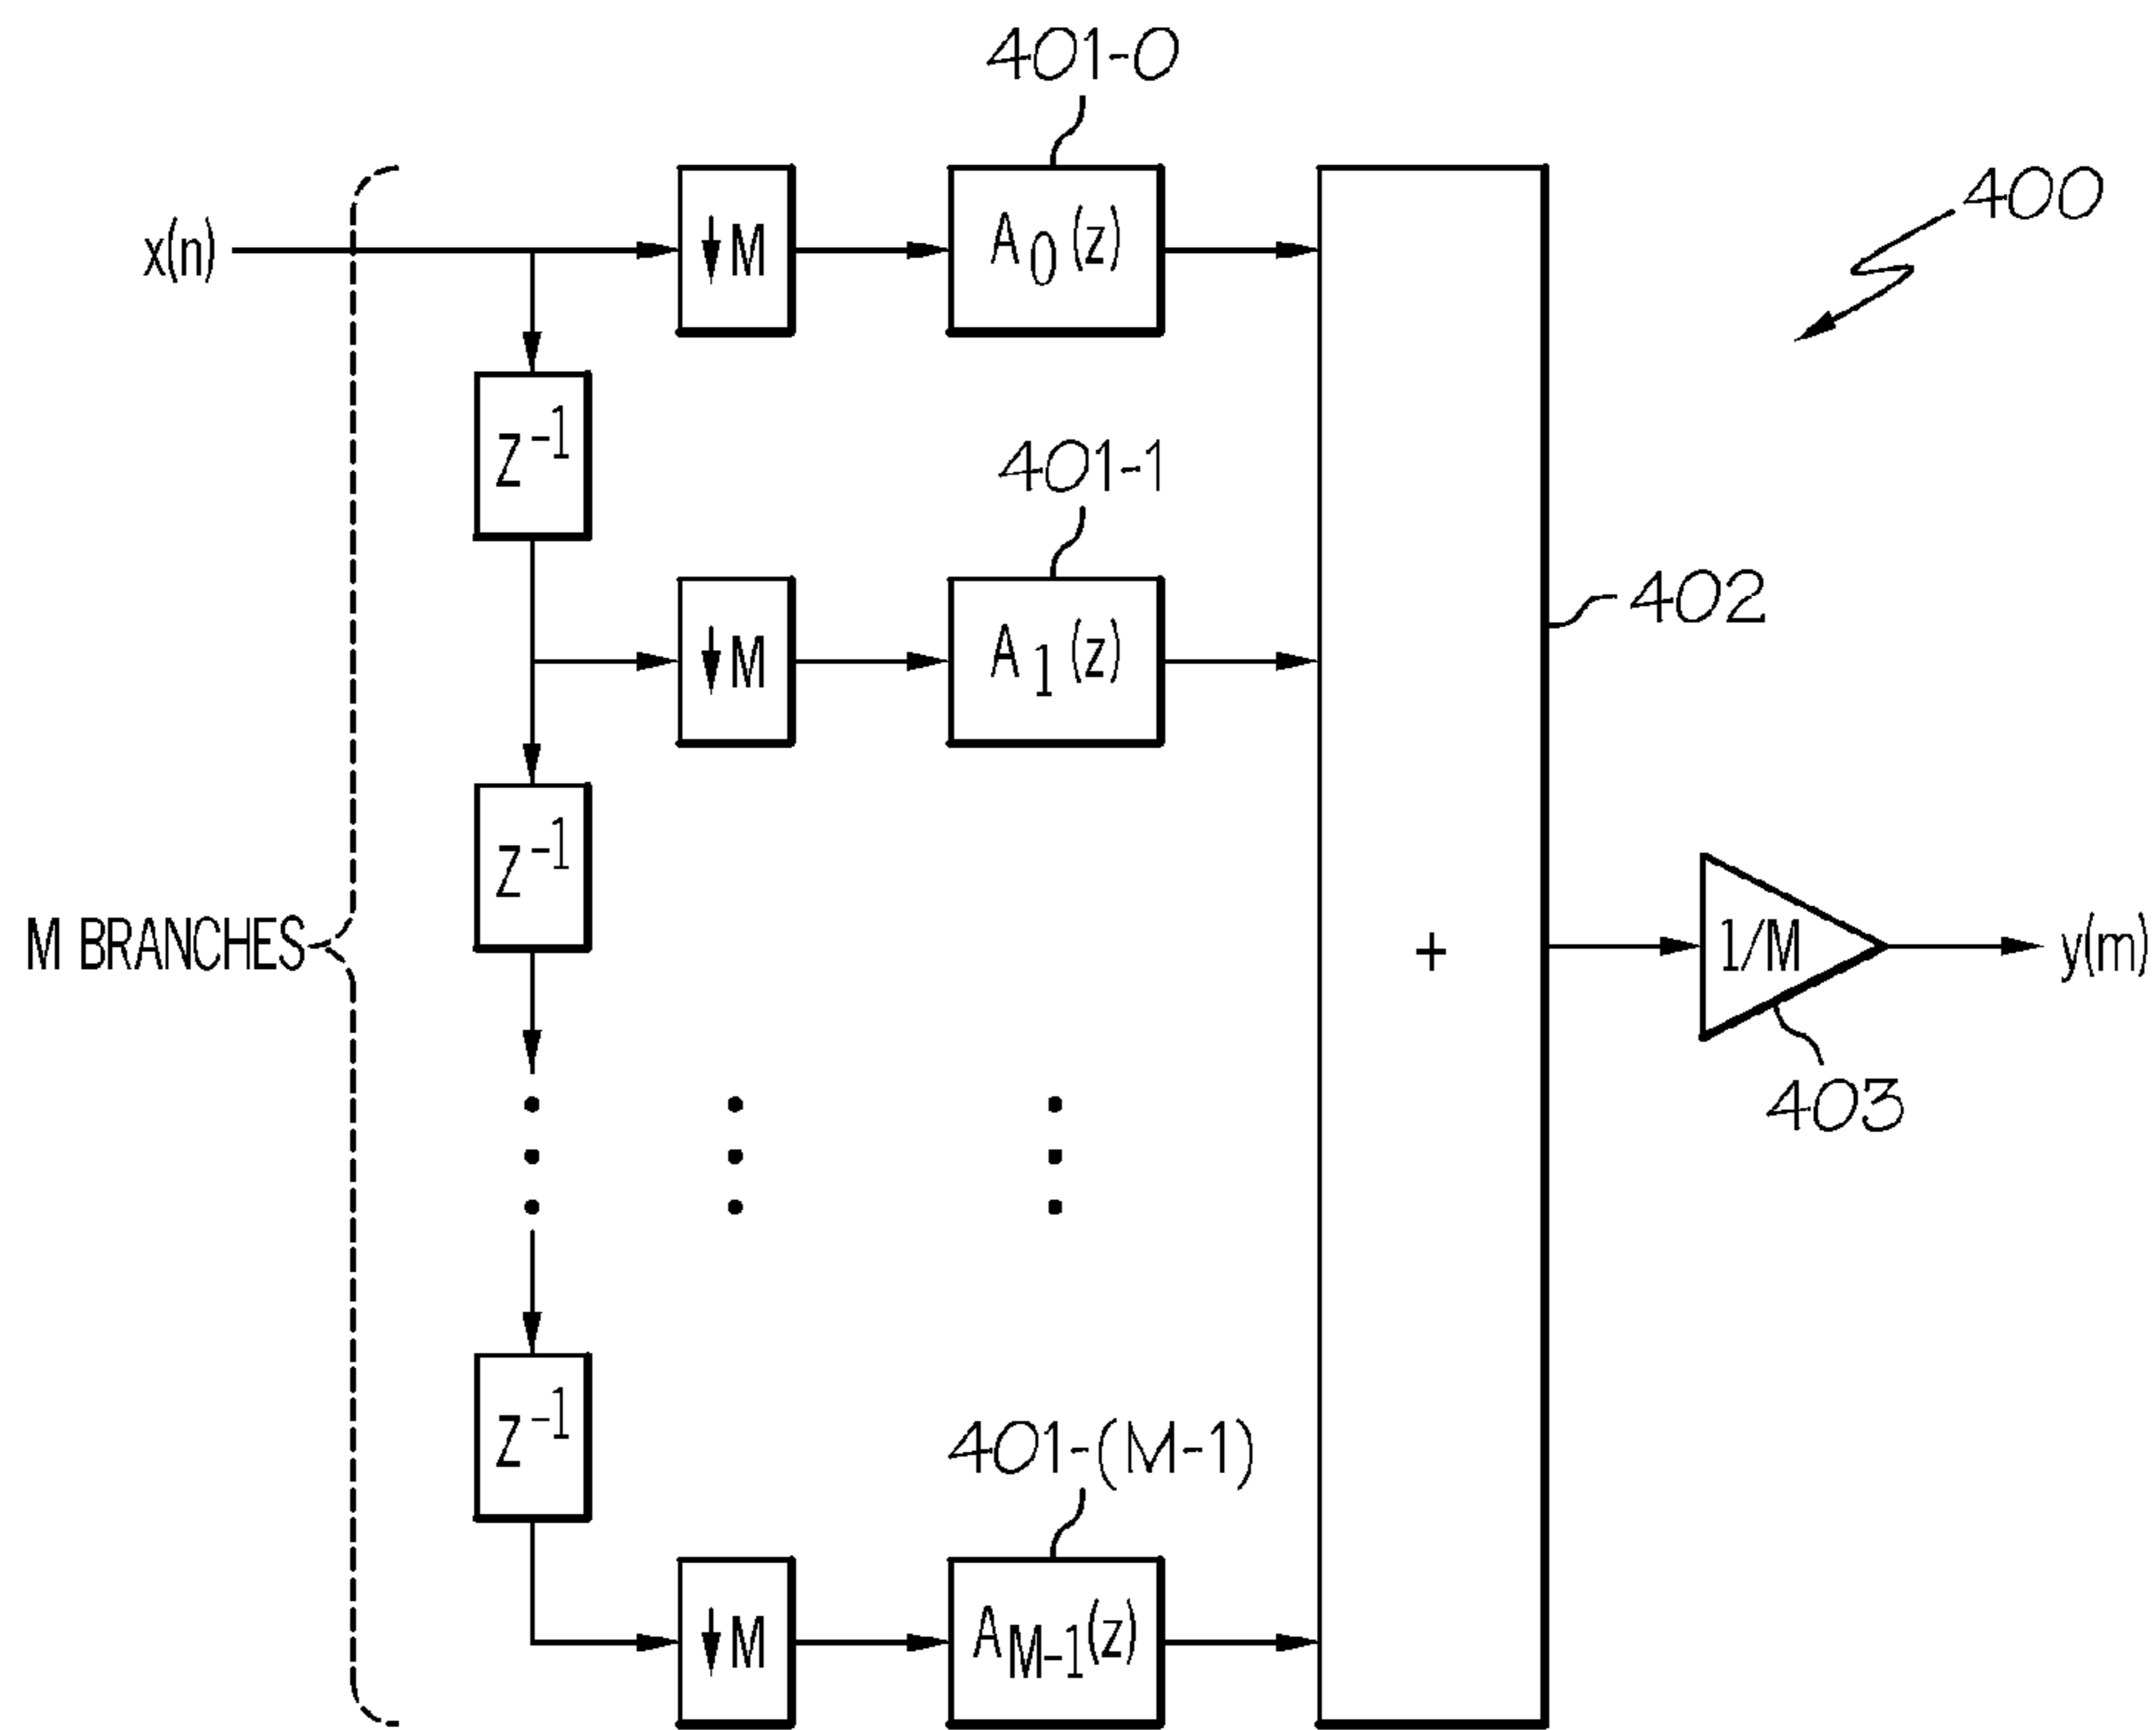 401-0
400
x(n)
↓M
A0(z)
z-1
401-1
↓M
A1(z)
402
z-1
M BRANCHES
+
1/M
y(m)
403
z-1
401-(M-1)
↓M
AM-1(z)